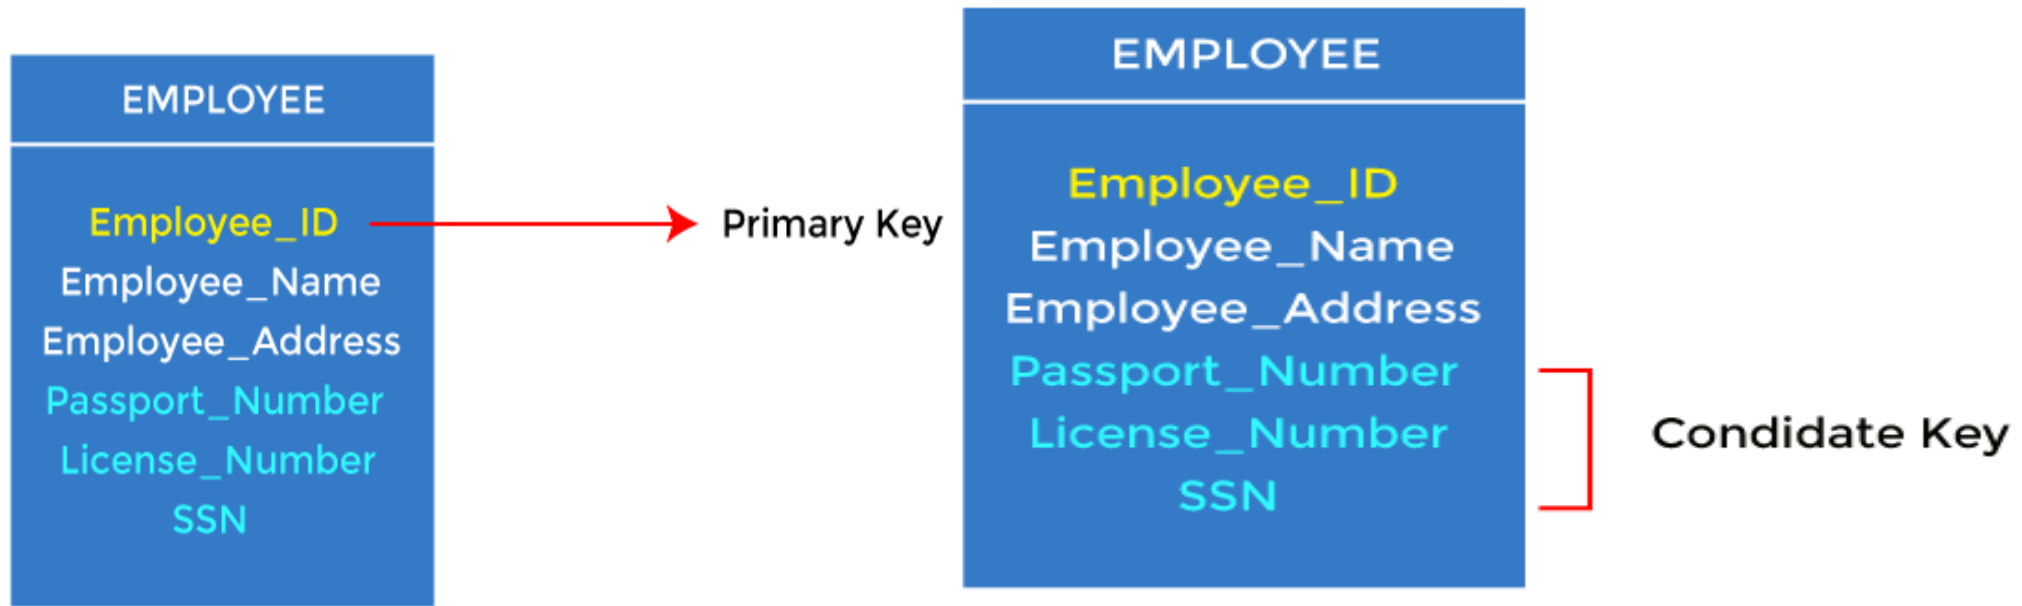 EMPLOYEE
Employee_ID
Employee_Name
Employee_Address
Passport_Number
License_Number
SSN
Primary Key
EMPLOYEE
Employee_ID
Employee_Name
Employee_Address
Passport_Number
License_Number
SSN
Condidate Key